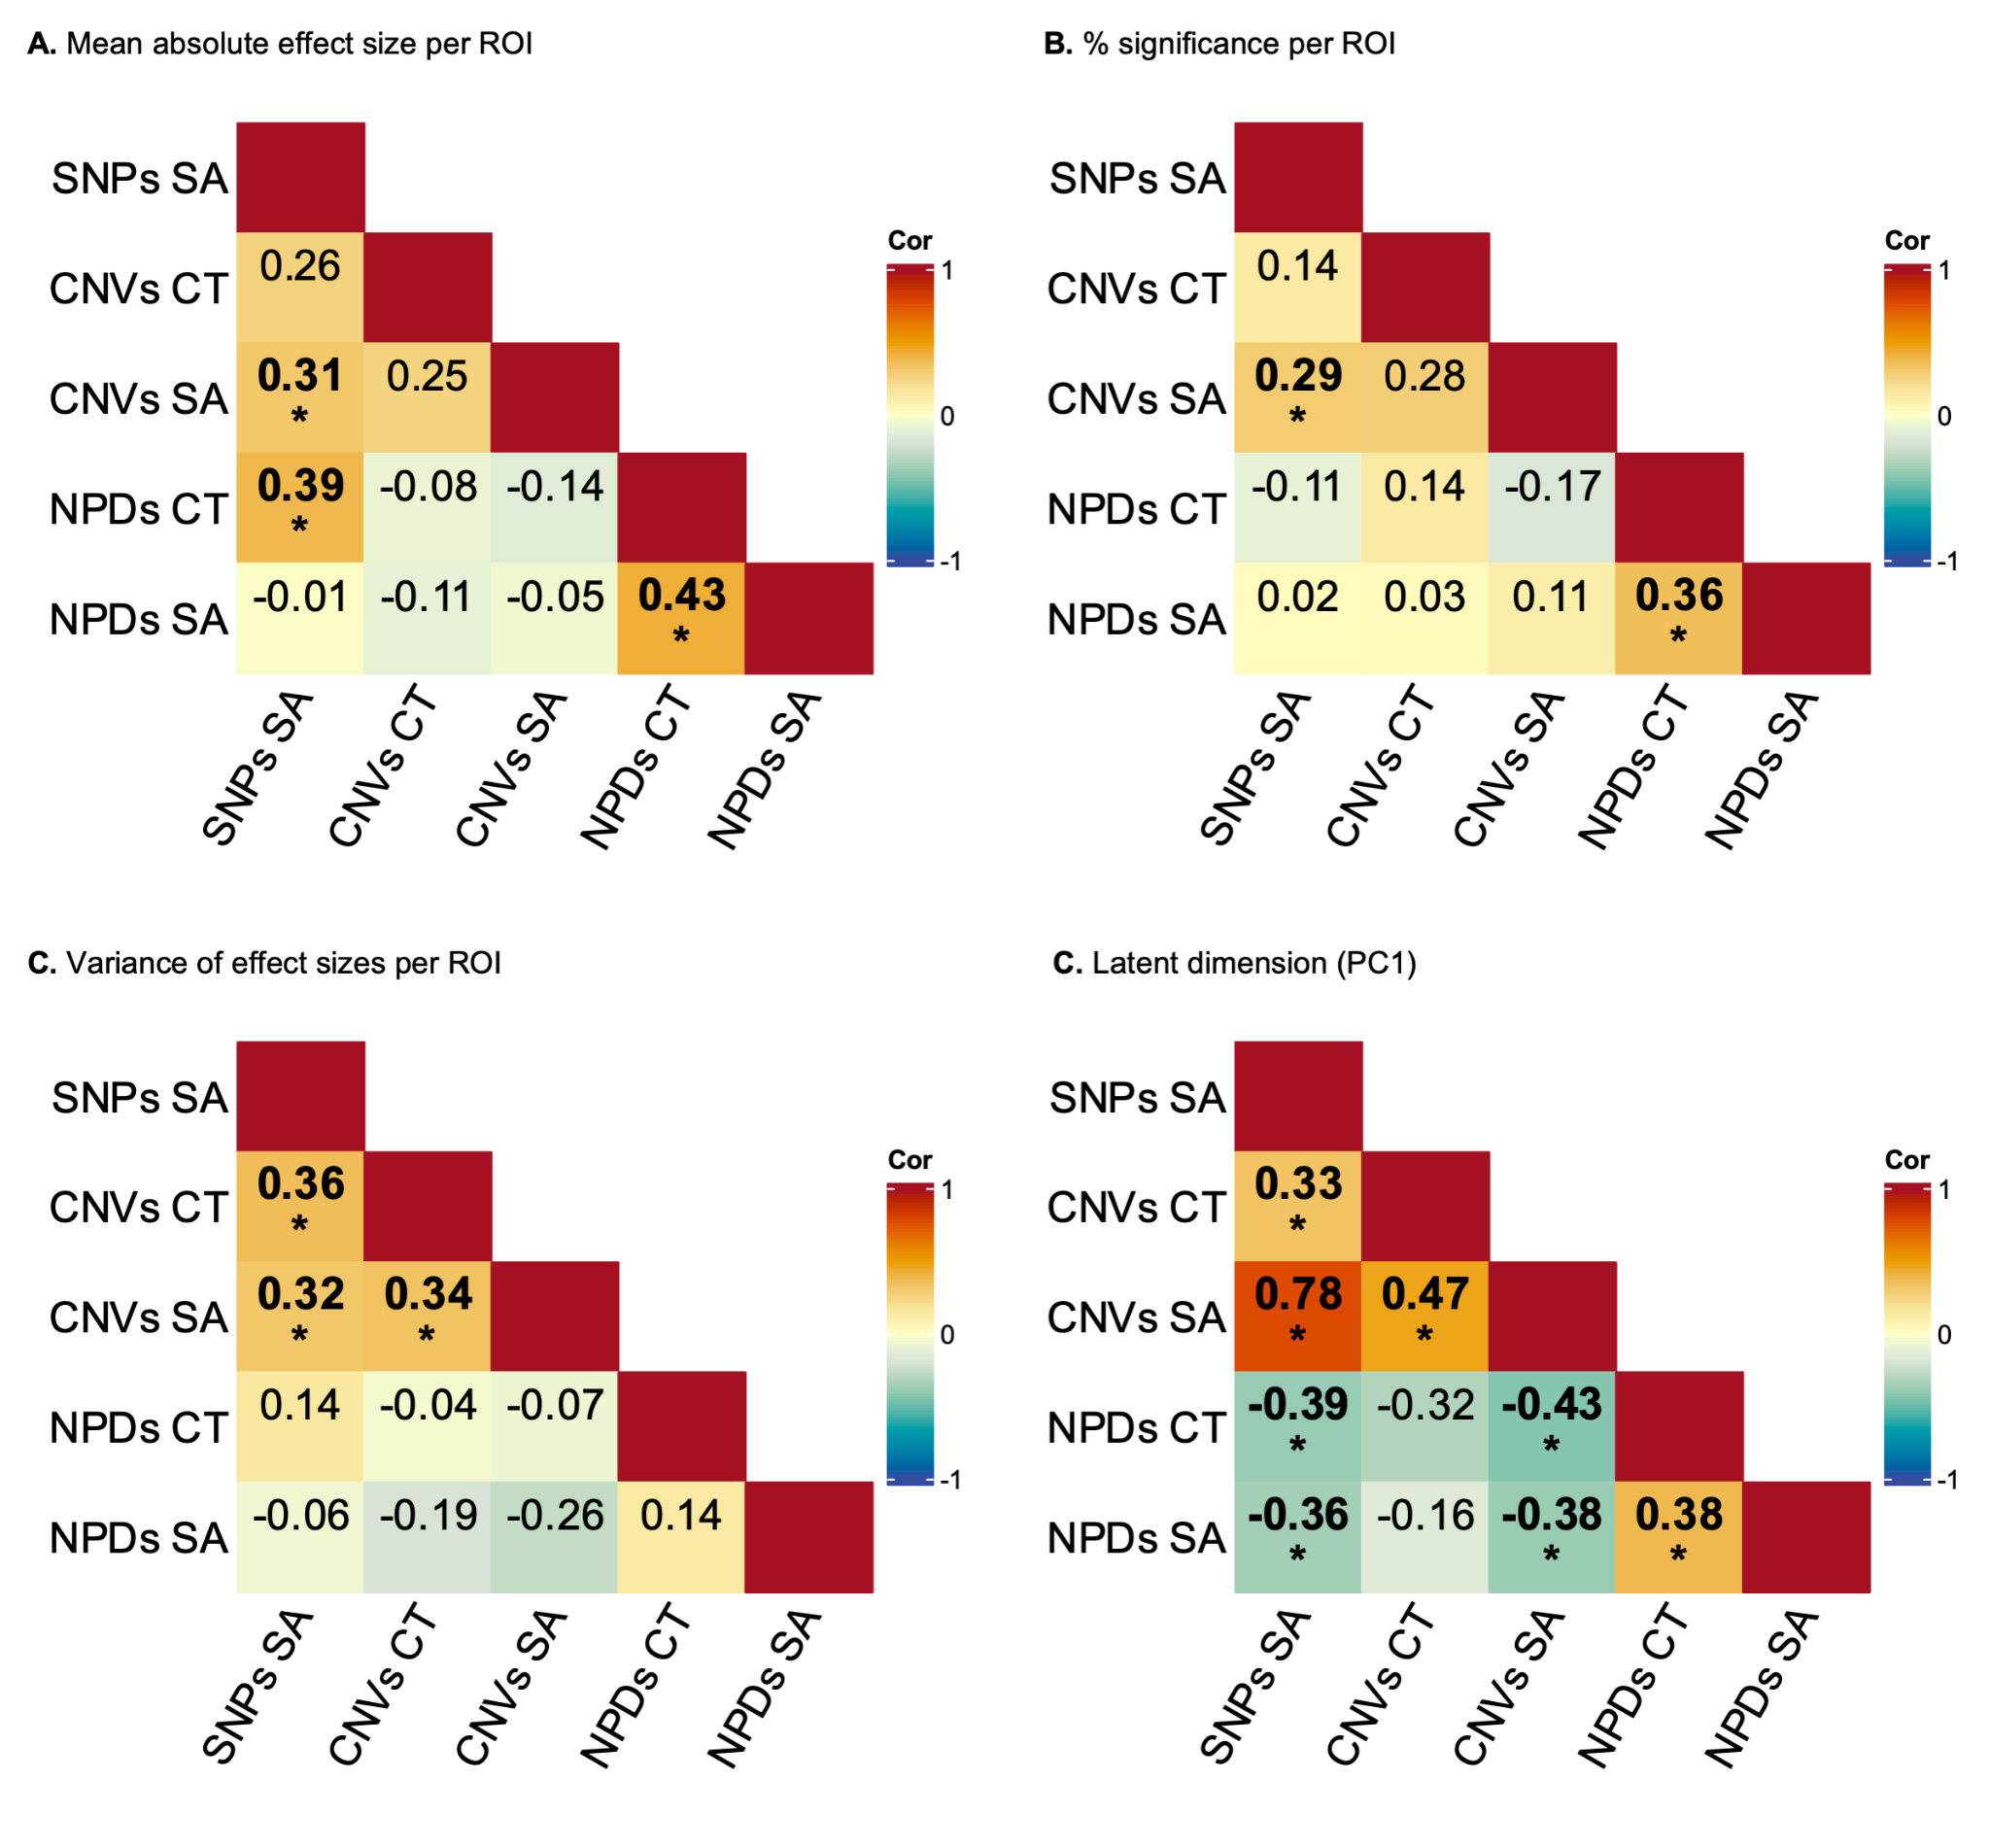 A. Mean absolute effect size per ROI
SNPs SA
CNVs CT
CNVs SA
NPDs CT
NPDs SA
0.26
0.31 0.25
* 
0.39 -0.08 -0.14
*
-0.01 -0.11 -0.05 0.43
*
SNPs SA
CNVs CT
CNVs SA
NPDs CT
NPDs SA
Cor
1
0
-1
B. % significance per ROI
SNPs SA
CNVs CT
CNVs SA
NPDs CT
NPDs SA
0.14
0.29 0.28
*
-0.11 0.14 -0.17
0.02 0.03 0.11 0.36
*
SNPs SA
CNVs CT
CNVs SA
NPDs CT
NPDs SA
Cor
1
0
-1
C. Variance of effect sizes per ROI
SNPs SA
CNVs CT
CNVs SA
NPDs CT
NPDs SA
0.36
*
0.32 0.34
* *
0.14 -0.04 -0.07
-0.06 -0.19 -0.26 0.14
SNPs SA
CNVs CT
CNVs SA
NPDs CT
NPDs SA
Cor
1
0
-1
C. Latent dimension (PC1)
SNPs SA
CNVs CT
CNVs SA
NPDs CT
NPDs SA
0.33
*
0.78 0.47
* *
-0.39 -0.32 -0.43
* *
-0.36 -0.16 -0.38 0.38
* * *
SNPs SA
CNVs CT
CNVs SA
NPDs CT
NPDs SA
Cor
1
0
-1